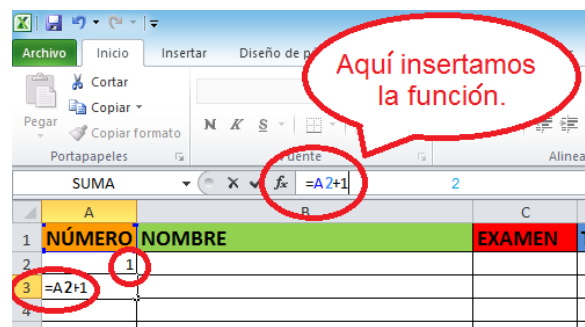 Archivo Inicio Insertar Diseño de
Aquí insertamos
la función.
Cortar
Copiar
Copiar formato
Pegar
N K S
Portapapeles uente Alinea
SUMA fx =A2+1 2
A B C
1 NÚMERO NOMBRE EXAMEN
2 1
3 =A2+1
4